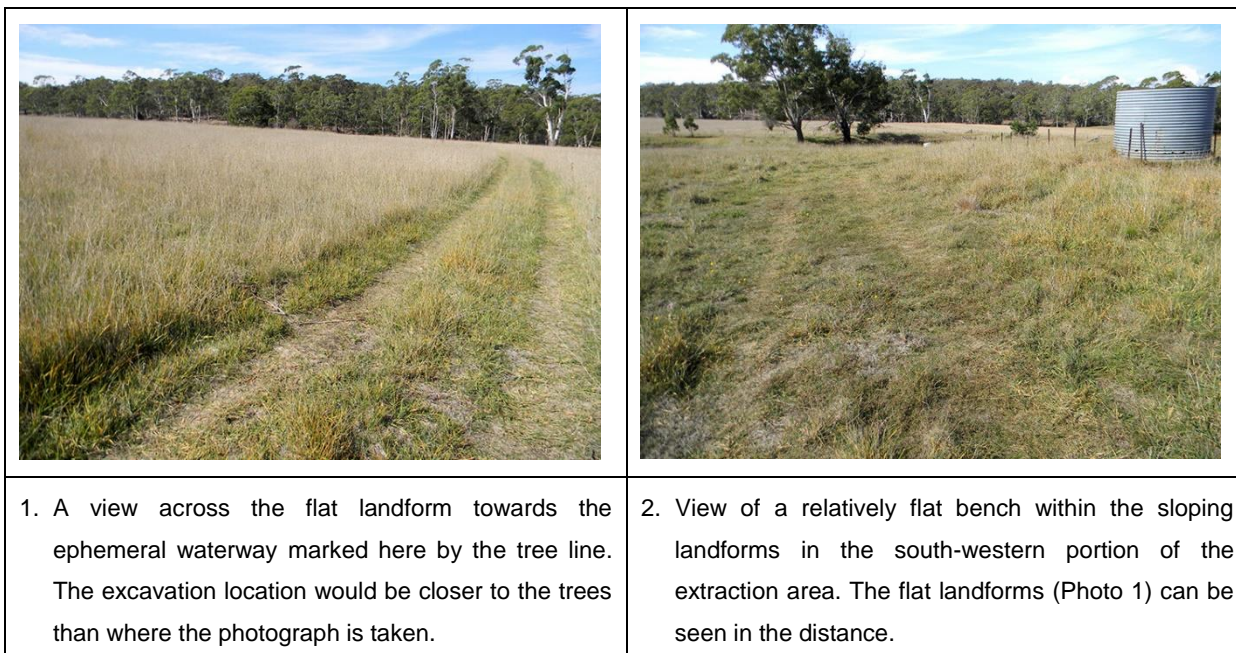 1. A view across the flat landform towards the
ephemeral waterway marked here by the tree line.
The excavation location would be closer to the trees
than where the photograph is taken.
2. View of a relatively flat bench within the sloping
landforms in the south-western portion of the
extraction area. The flat landforms (Photo 1) can be
seen in the distance.